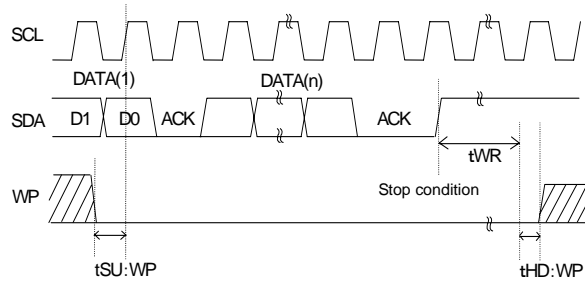 SCL
DATA(1) DATA(n)
SDA D1 D0 ACK ACK
tWR
Stop condition
WP
tSU:WP tHD:WP